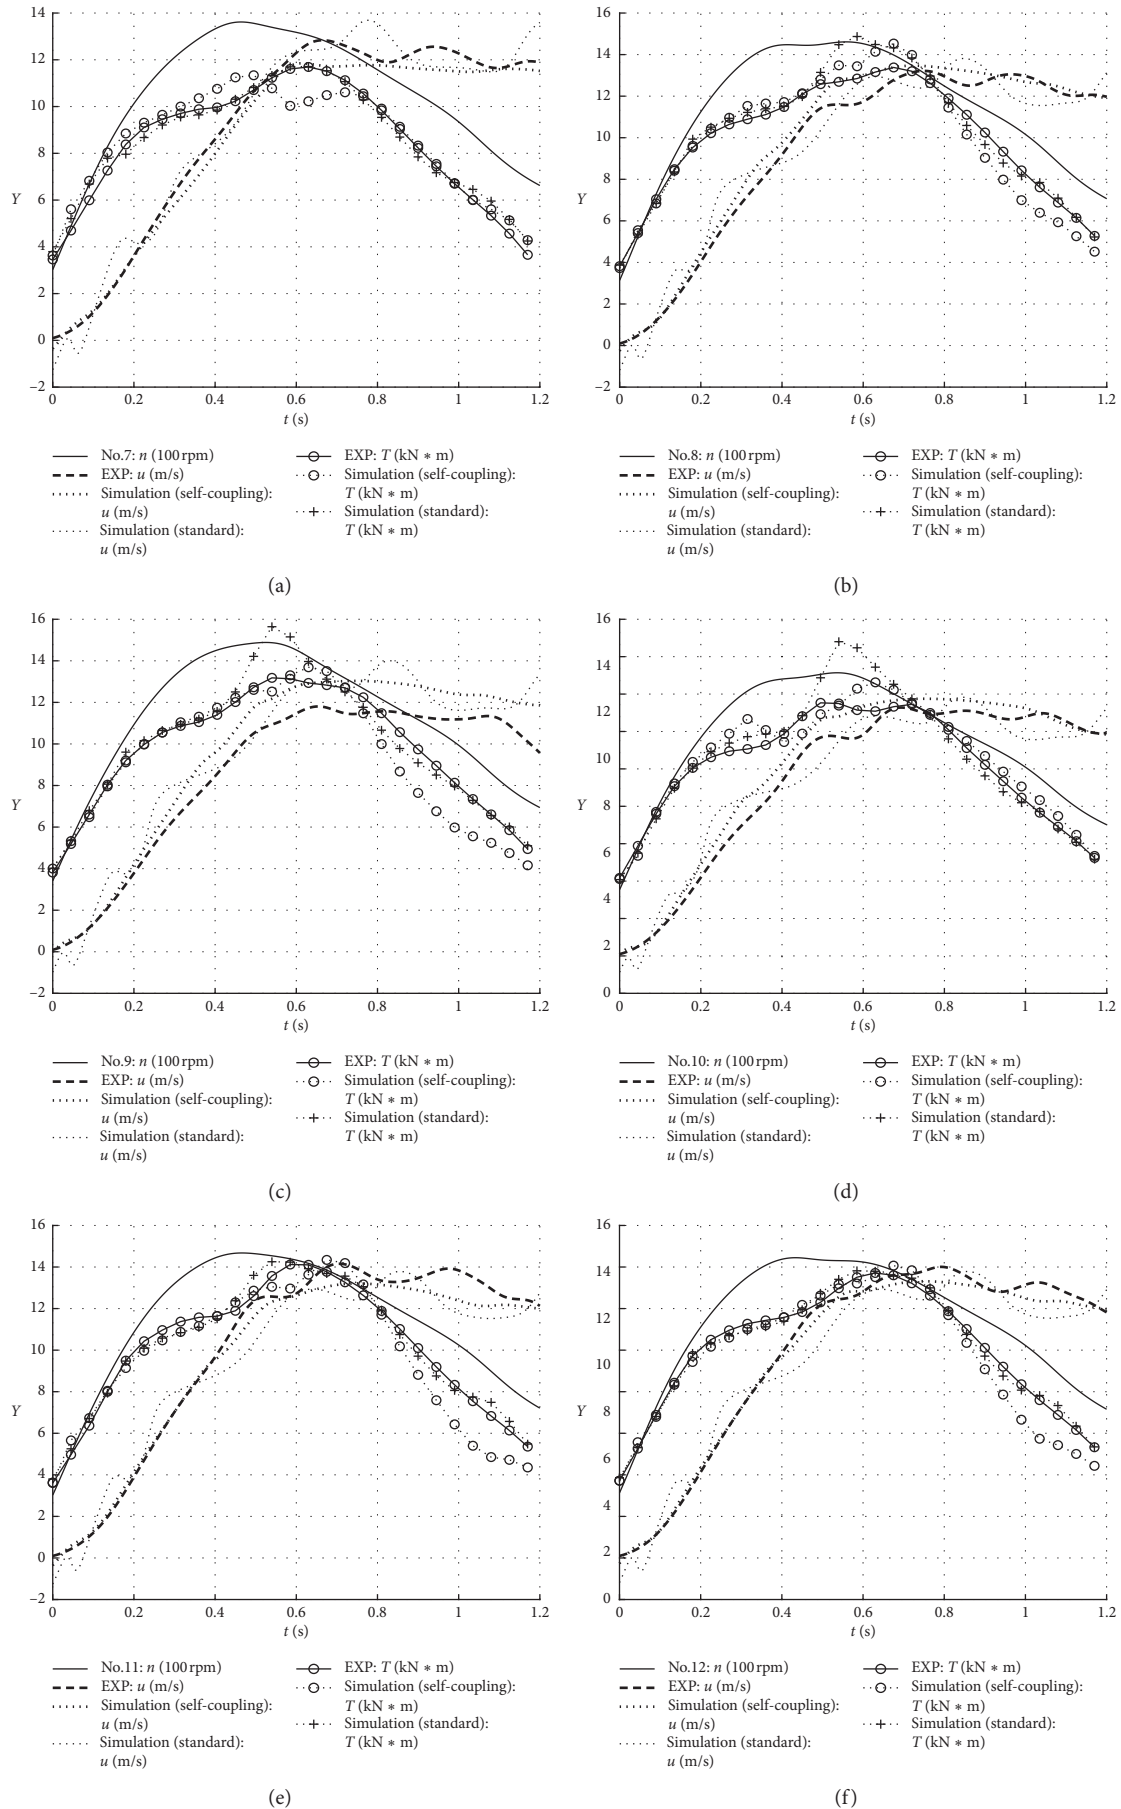 14
12
10
8
Y
6
4
2
0
–2
0 0.2 0.4 0.6 0.8 1 1.2
t (s)
No.7: n (100 rpm)
EXP: u (m/s)
Simulation (self-coupling):
u (m/s)
Simulation (standard):
u (m/s)
EXP: T (kN ∗ m)
Simulation (self-coupling):
T (kN ∗ m)
Simulation (standard):
T (kN ∗ m)
(a)
16
14
12
10
8
Y
6
4
2
0
–2
0 0.2 0.4 0.6 0.8 1 1.2
t (s)
No.8: n (100 rpm)
EXP: u (m/s)
Simulation (self-coupling):
u (m/s)
Simulation (standard):
u (m/s)
EXP: T (kN ∗ m)
Simulation (self-coupling):
T (kN ∗ m)
Simulation (standard):
T (kN ∗ m)
(b)
16
14
12
10
8
Y
6
4
2
0
–2
0 0.2 0.4 0.6 0.8 1 1.2
t (s)
No.9: n (100 rpm)
EXP: u (m/s)
Simulation (self-coupling):
u (m/s)
Simulation (standard):
u (m/s)
EXP: T (kN ∗ m)
Simulation (self-coupling):
T (kN ∗ m)
Simulation (standard):
T (kN ∗ m)
(c)
16
14
12
10
8
Y
6
4
2
0
0 0.2 0.4 0.6 0.8 1 1.2
t (s)
No.10: n (100 rpm)
EXP: u (m/s)
Simulation (self-coupling):
u (m/s)
Simulation (standard):
u (m/s)
EXP: T (kN ∗ m)
Simulation (self-coupling):
T (kN ∗ m)
Simulation (standard):
T (kN ∗ m)
(d)
16
14
12
10
8
Y
6
4
2
0
–2
0 0.2 0.4 0.6 0.8 1 1.2
t (s)
No.11: n (100 rpm)
EXP: u (m/s)
Simulation (self-coupling):
u (m/s)
Simulation (standard):
u (m/s)
EXP: T (kN ∗ m)
Simulation (self-coupling):
T (kN ∗ m)
Simulation (standard):
T (kN ∗ m)
(e)
16
14
12
10
8
Y
6
4
2
0
0 0.2 0.4 0.6 0.8 1 1.2
t (s)
No.12: n (100 rpm)
EXP: u (m/s)
Simulation (self-coupling):
u (m/s)
Simulation (standard):
u (m/s)
EXP: T (kN ∗ m)
Simulation (self-coupling):
T (kN ∗ m)
Simulation (standard):
T (kN ∗ m)
(f)